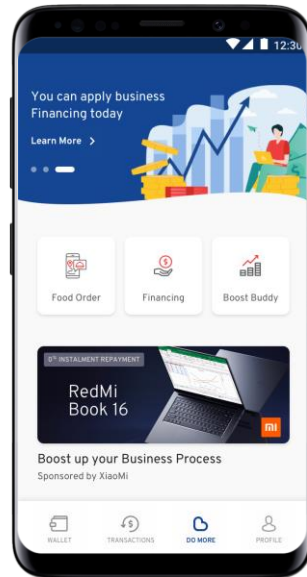 12:30
You can apply business
Financing today
Learn More >
Food Order
Financing
Boost Buddy
0% INSTALMENT REPAYMENT
RedMi
Book 16
mi
Boost up your Business Process
Sponsored by XiaoMi
WALLET
TRANSACTIONS
DO MORE
PROFILE